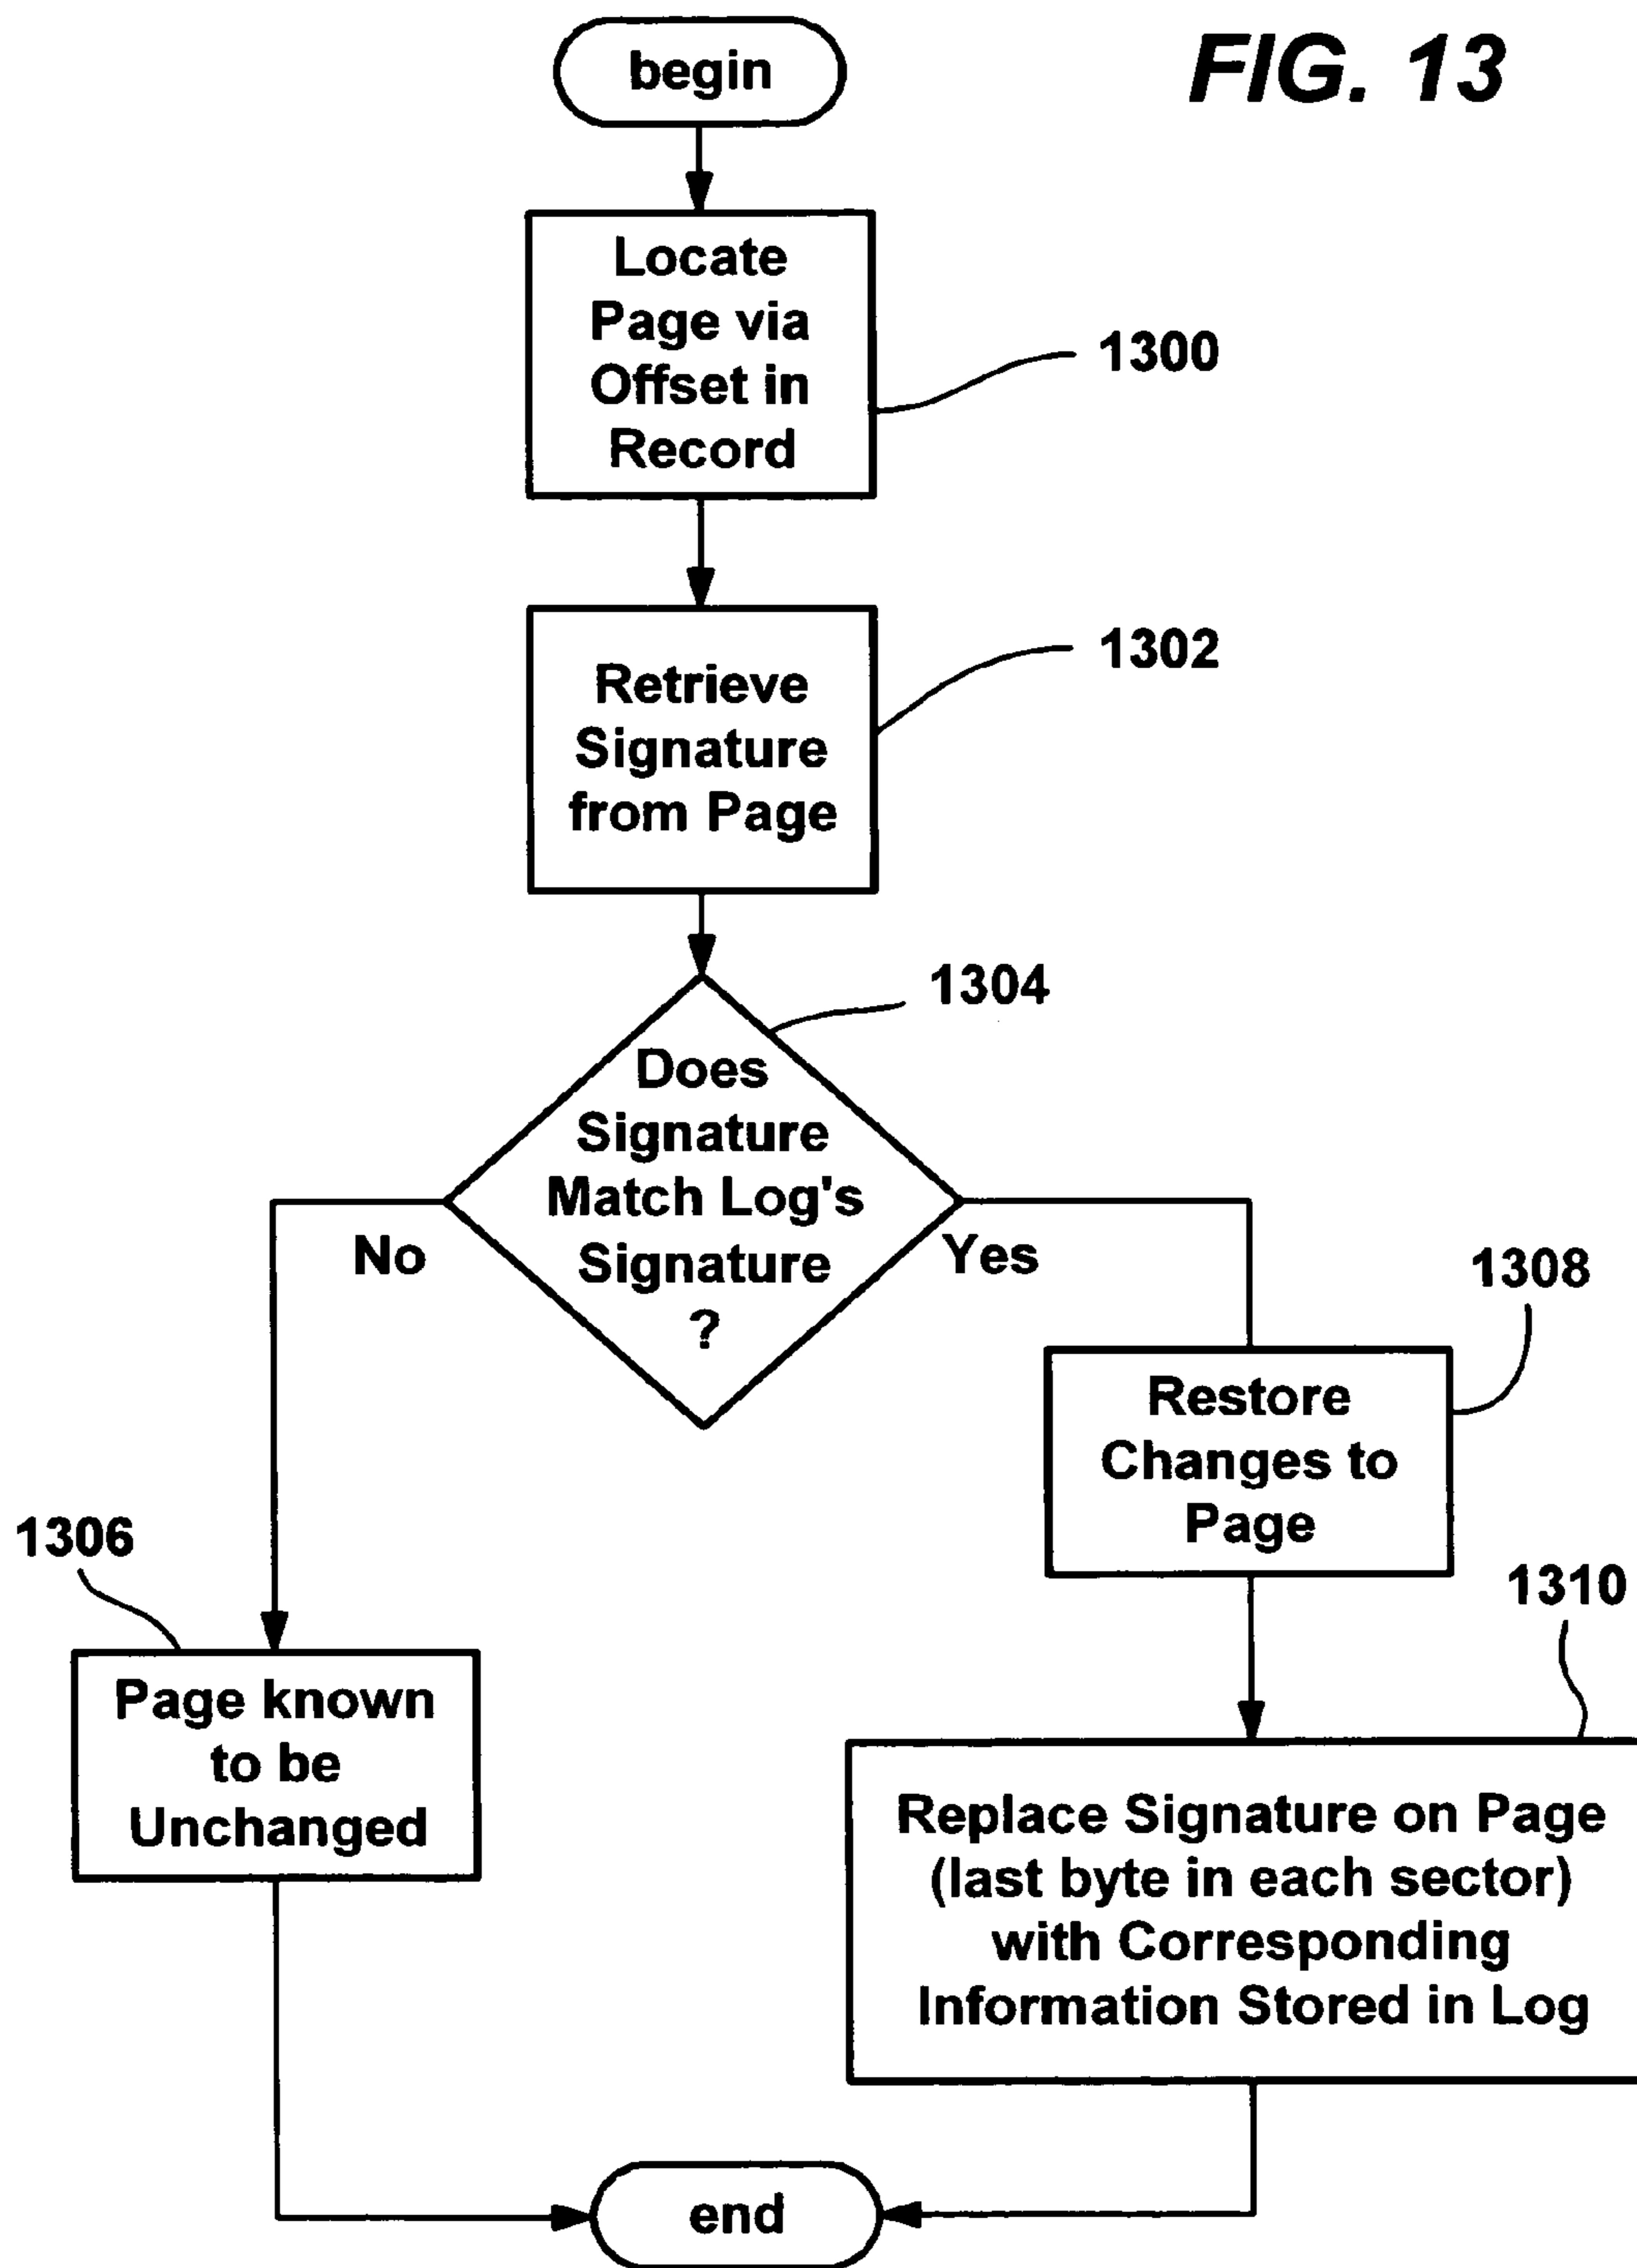 FIG. 13
begin
Locate
Page via
Offset in
Record
1300
Retrieve
Signature
from Page
1302
1304
Does
Signature
Match Log's
Signature
?
No
Yes
1308
Restore
Changes to
Page
1306
Page known
to be
Unchanged
1310
Replace Signature on Page
(last byte in each sector)
with Corresponding
Information Stored in Log
end